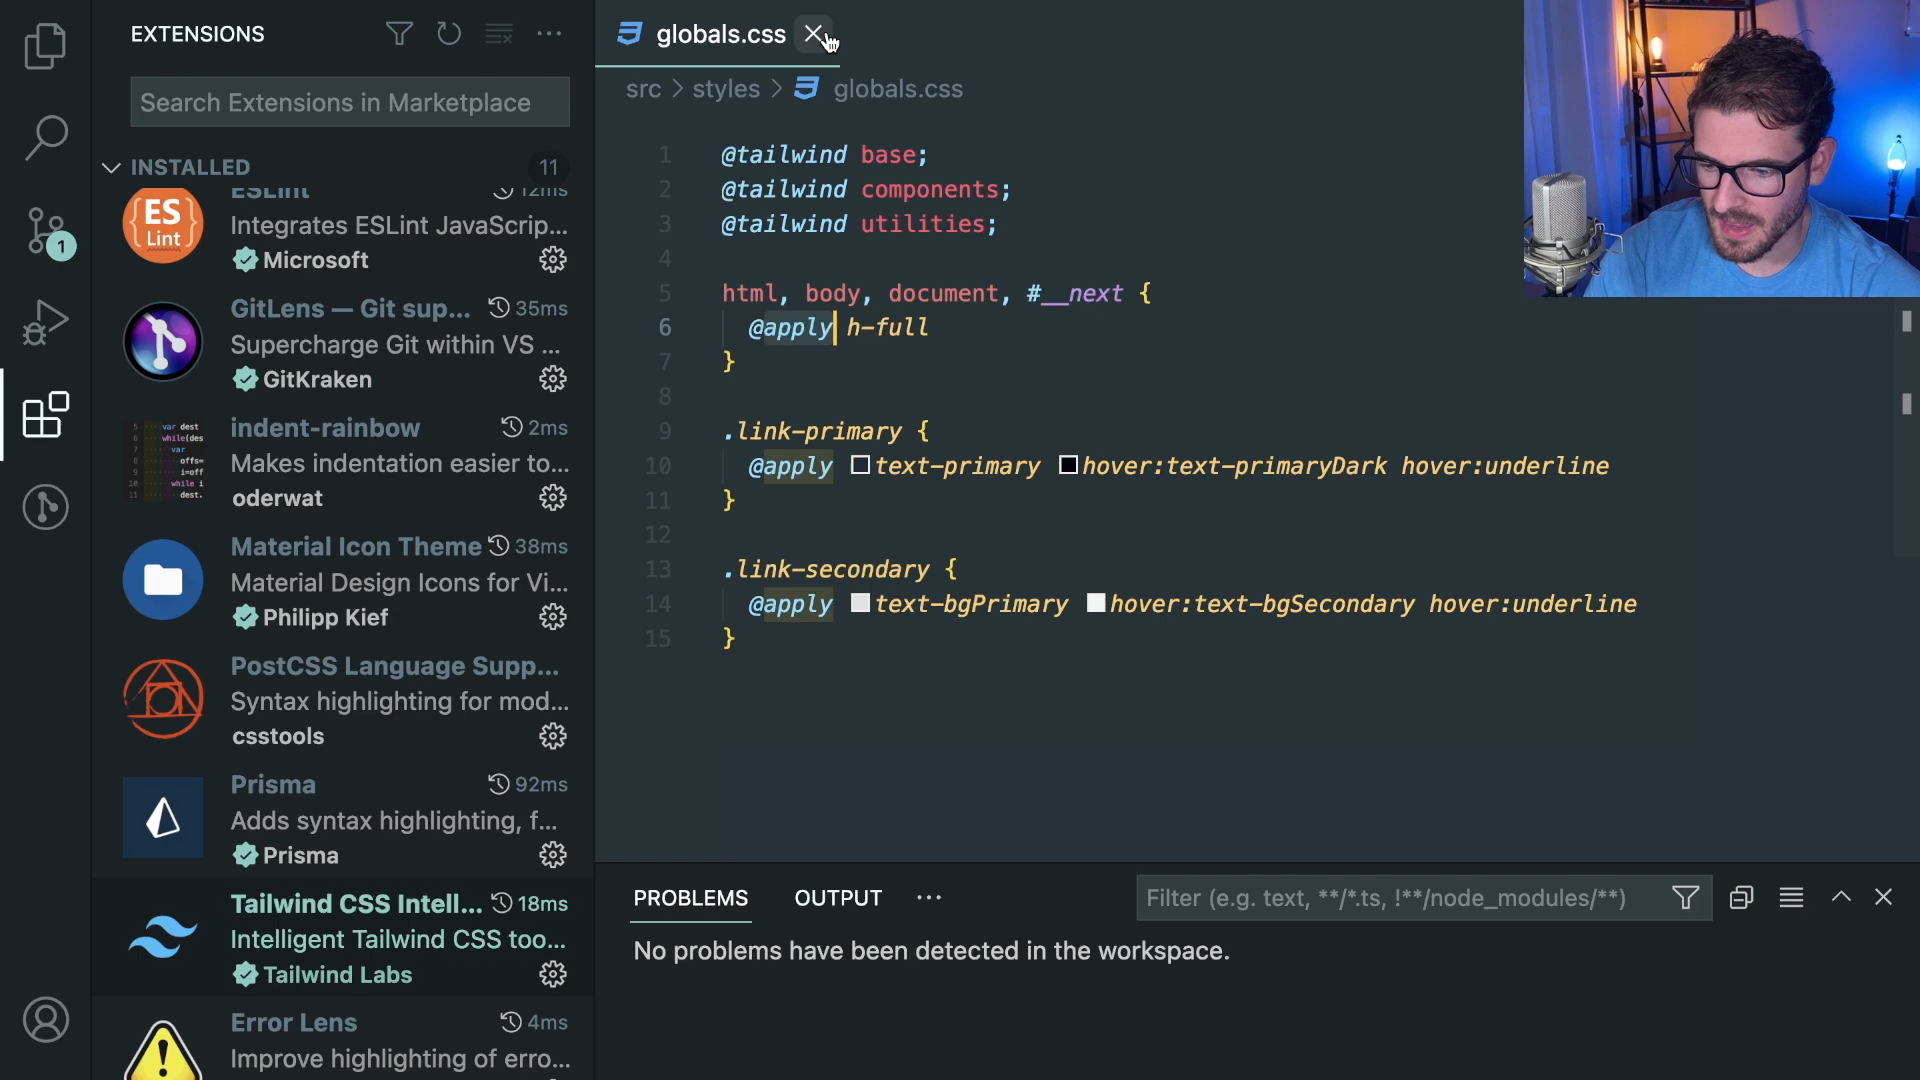 EXTENSIONS
Search Extensions in Marketplace
INSTALLED 11
ES
Lint
ESLint 12ms
Integrates ESLint JavaScrip...
Microsoft
GitLens — Git sup... 35ms
Supercharge Git within VS ...
GitKraken
indent-rainbow 2ms
Makes indentation easier to...
oderwat
Material Icon Theme 38ms
Material Design Icons for Vi...
Philipp Kief
PostCSS Language Supp...
Syntax highlighting for mod...
csstools
Prisma 92ms
Adds syntax highlighting, f...
Prisma
Tailwind CSS Intell... 18ms
Intelligent Tailwind CSS too...
Tailwind Labs
Error Lens 4ms
Improve highlighting of erro...
1
globals.css
src > styles > globals.css
1 @tailwind base;
2 @tailwind components;
3 @tailwind utilities;
4
5 html, body, document, #__next {
6 @apply h-full
7 }
8
9 .link-primary {
10 @apply text-primary hover:text-primaryDark hover:underline
11 }
12
13 .link-secondary {
14 @apply text-bgPrimary hover:text-bgSecondary hover:underline
15 }
PROBLEMS OUTPUT ...
Filter (e.g. text, **/*.ts, !**/node_modules/**)
No problems have been detected in the workspace.